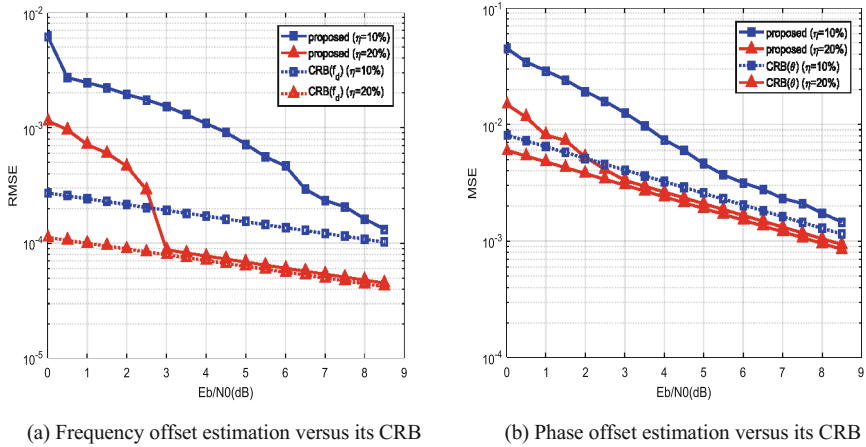 10^-2
10^-3
10^-4
10^-5
RMSE
proposed (η=10%)
proposed (η=20%)
CRB(f_d) (η=10%)
CRB(f_d) (η=20%)
0 1 2 3 4 5 6 7 8 9
Eb/N0(dB)
(a) Frequency offset estimation versus its CRB
10^-1
10^-2
10^-3
10^-4
MSE
proposed (η=10%)
proposed (η=20%)
CRB(θ) (η=10%)
CRB(θ) (η=20%)
0 1 2 3 4 5 6 7 8 9
Eb/N0(dB)
(b) Phase offset estimation versus its CRB